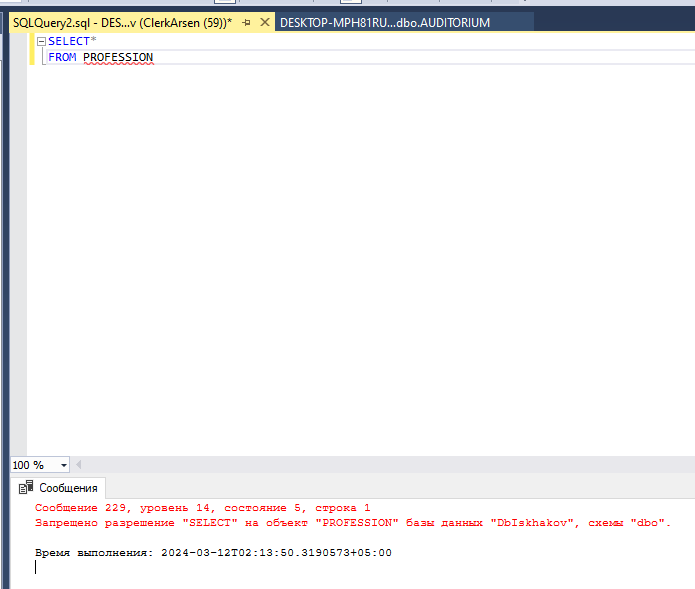 SQLQuery2.sql - DES...v (ClerkArsen (59))*
DESKTOP-MPH81RU...dbo.AUDITORIUM
SELECT*
FROM PROFESSION
100 %
Сообщения
Сообщение 229, уровень 14, состояние 5, строка 1
Запрещено разрешение "SELECT" на объект "PROFESSION" базы данных "DbIskhakov", схемы "dbo".
Время выполнения: 2024-03-12T02:13:50.3190573+05:00